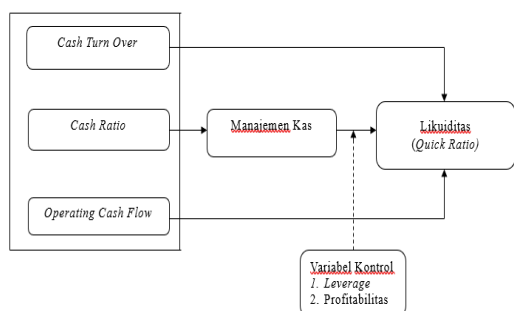 Cash Turn Over
Cash Ratio
Manajemen Kas
Likuiditas
(Quick Ratio)
Operating Cash Flow
Variabel Kontrol
1. Leverage
2. Profitabilitas